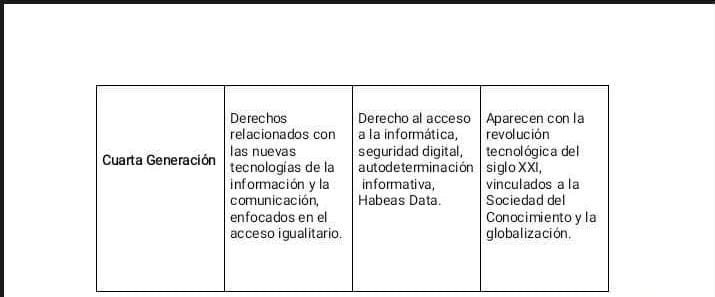 Cuarta Generación
Derechos
relacionados con
las nuevas
tecnologías de la
información y la
comunicación,
enfocados en el
acceso igualitario.
Derecho al acceso
a la informática,
seguridad digital,
autodeterminación
informativa,
Habeas Data.
Aparecen con la
revolución
tecnológica del
siglo XXI,
vinculados a la
Sociedad del
Conocimiento y la
globalización.